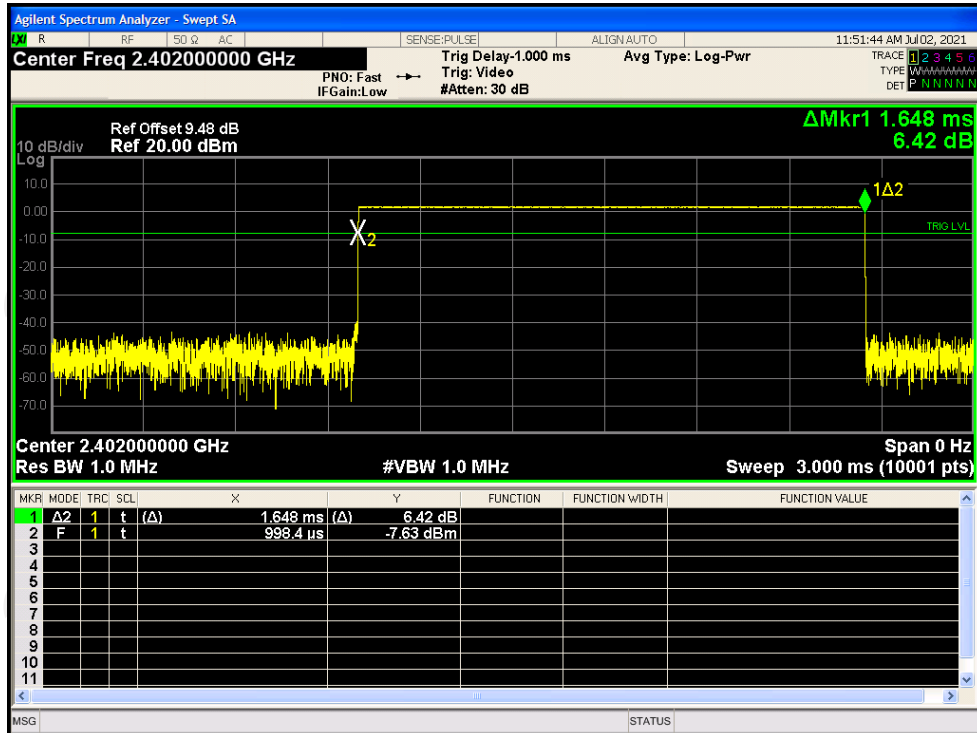 Agilent Spectrum Analyzer - Swept SA
LXI R RF 50 Ω AC SENSE:PULSE ALIGN AUTO 11:51:44 AM Jul 02, 2021
Center Freq 2.402000000 GHz
PNO: Fast
IFGain:Low
Trig Delay-1.000 ms
Trig: Video
#Atten: 30 dB
Avg Type: Log-Pwr
TRACE 1 2 3 4 5 6
TYPE WWWWWW
DET P N N N N N
ΔMkr1 1.648 ms
6.42 dB
Ref Offset 9.48 dB
10 dB/div Ref 20.00 dBm
Log
10.0
0.00
-10.0
-20.0
-30.0
-40.0
-50.0
-60.0
-70.0
1Δ2
TRIG LVL
2
Center 2.402000000 GHz Span 0 Hz
Res BW 1.0 MHz #VBW 1.0 MHz Sweep 3.000 ms (10001 pts)
MKR MODE TRC SCL X Y FUNCTION FUNCTION WIDTH FUNCTION VALUE
1 Δ2 1 t (Δ) 1.648 ms (Δ) 6.42 dB
2 F 1 t 998.4 µs -7.63 dBm
3
4
5
6
7
8
9
10
11
MSG STATUS